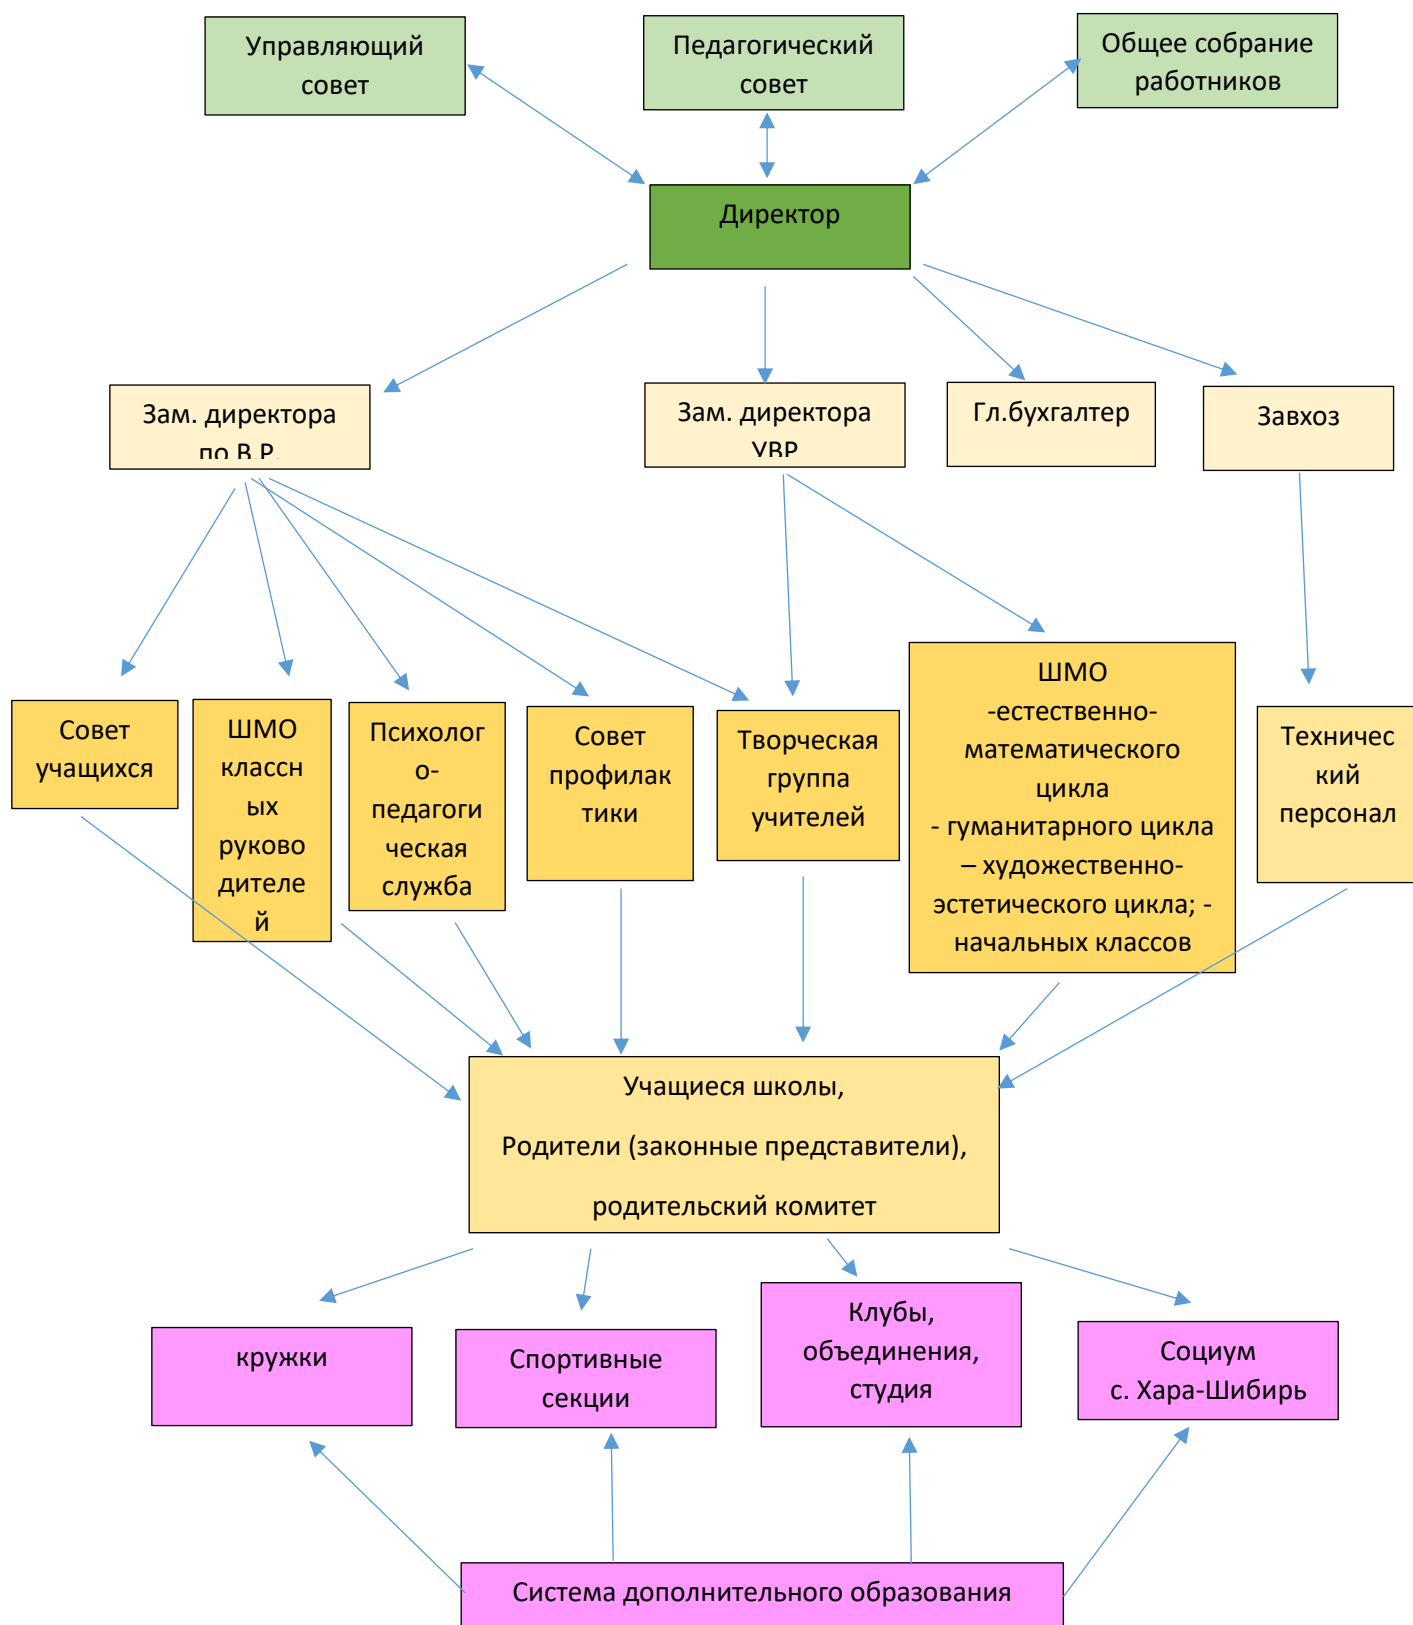 Управляющий
совет
Педагогический
совет
Общее собрание
работников
Директор
Зам. директора
по В.Р.
Зам. директора
УВР
Гл.бухгалтер
Завхоз
Совет
учащихся
ШМО
классн
ых
руково
дителе
й
Психолог
о-
педагоги
ческая
служба
Совет
профилак
тики
Творческая
группа
учителей
ШМО
-естественно-
математического
цикла
- гуманитарного цикла
– художественно-
эстетического цикла; -
начальных классов
Техничес
кий
персонал
Учащиеся школы,
Родители (законные представители),
родительский комитет
кружки
Спортивные
секции
Клубы,
объединения,
студия
Социум
с. Хара-Шибирь
Система дополнительного образования